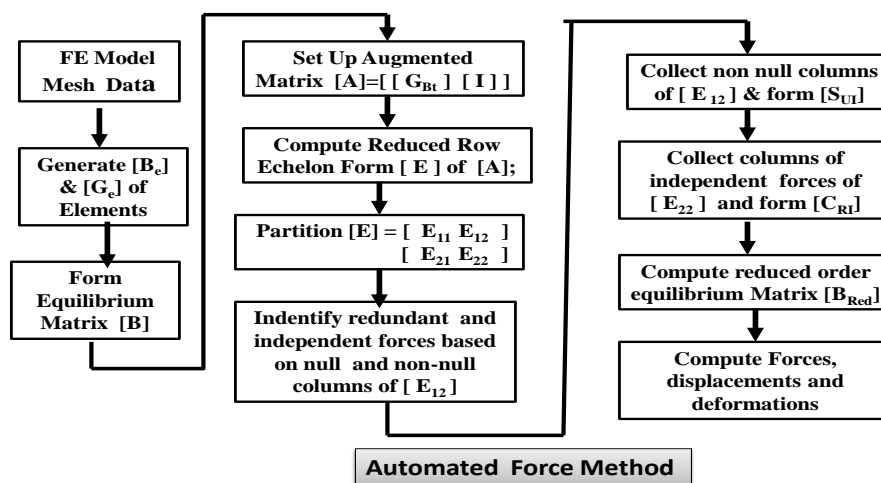 FE Model
Mesh Data
Generate [Be]
& [Ge] of
Elements
Form
Equilibrium
Matrix [B]
Set Up Augmented
Matrix [A]=[ [ GBt ] [ I ] ]
Compute Reduced Row
Echelon Form [ E ] of [A];
Partition [E] = [ E11 E12 ]
[ E21 E22 ]
Indentify redundant and
independent forces based
on null and non-null
columns of [ E12 ]
Collect non null columns
of [ E12 ] & form [SUI]
Collect columns of
independent forces of
[ E22 ] and form [CRI]
Compute reduced order
equilibrium Matrix [BRed]
Compute Forces,
displacements and
deformations
Automated Force Method